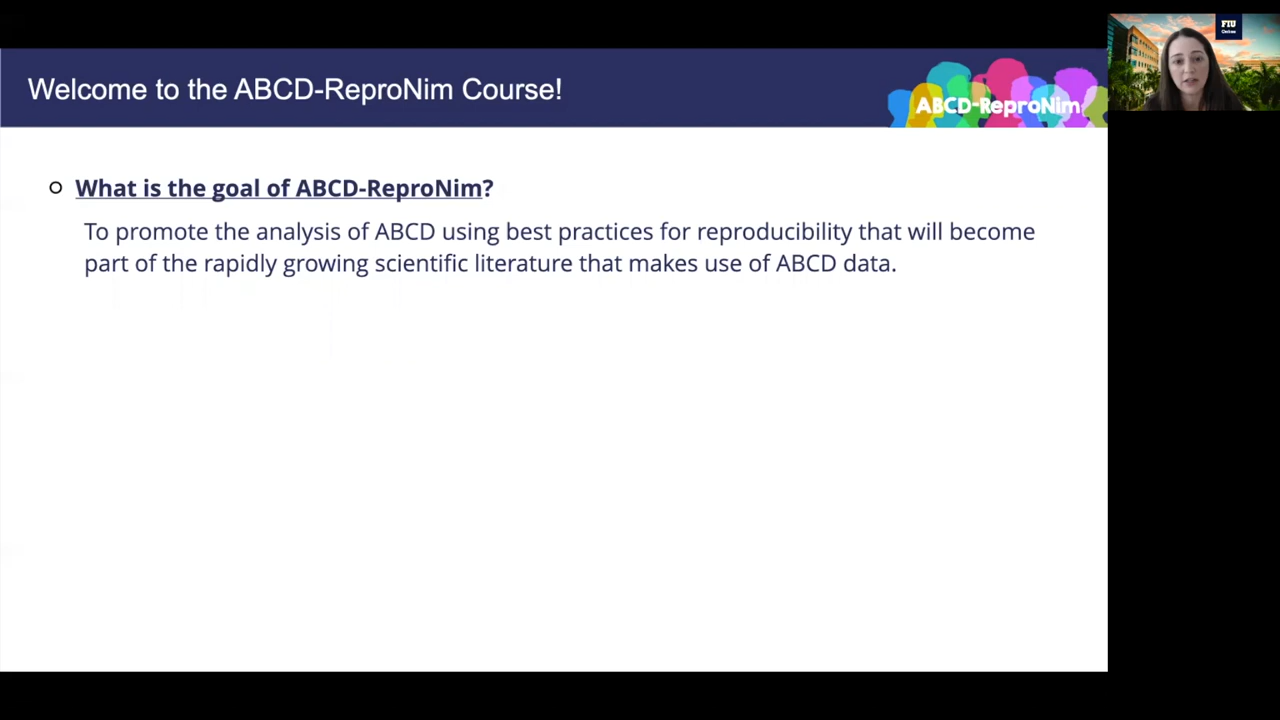 Welcome to the ABCD-ReproNim Course!
ABCD-ReproNim
FIU
Online
What is the goal of ABCD-ReproNim?
To promote the analysis of ABCD using best practices for reproducibility that will become
part of the rapidly growing scientific literature that makes use of ABCD data.